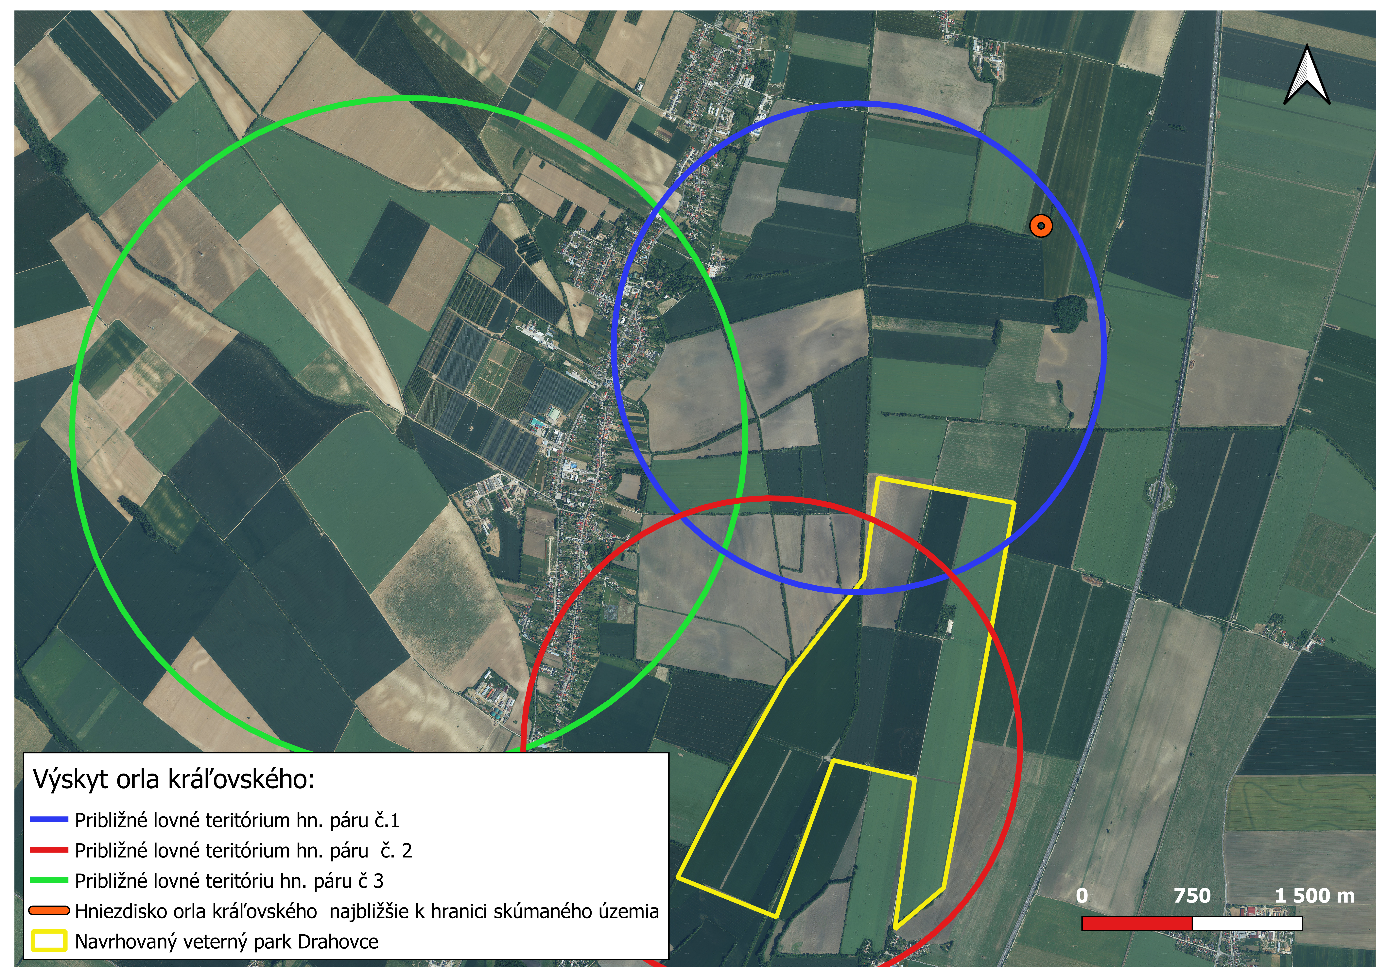 Výskyt orla kráľovského:
Približné lovné teritórium hn. páru č.1
Približné lovné teritórium hn. páru  č. 2
Približné lovné teritóriu hn. páru č 3
Hniezdisko orla kráľovského  najbližšie k hranici skúmaného územia
Navrhovaný veterný park Drahovce
0 750 1 500 m